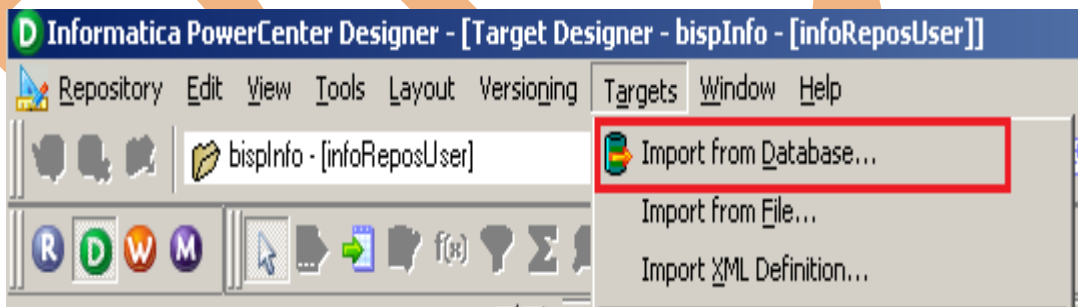 Informatica PowerCenter Designer - [Target Designer - bispInfo - [infoReposUser]]
Repository Edit View Tools Layout Versioning Targets Window Help
bispInfo - [infoReposUser]
Import from Database...
Import from File...
R D W M f(x) Σ
Import XML Definition...